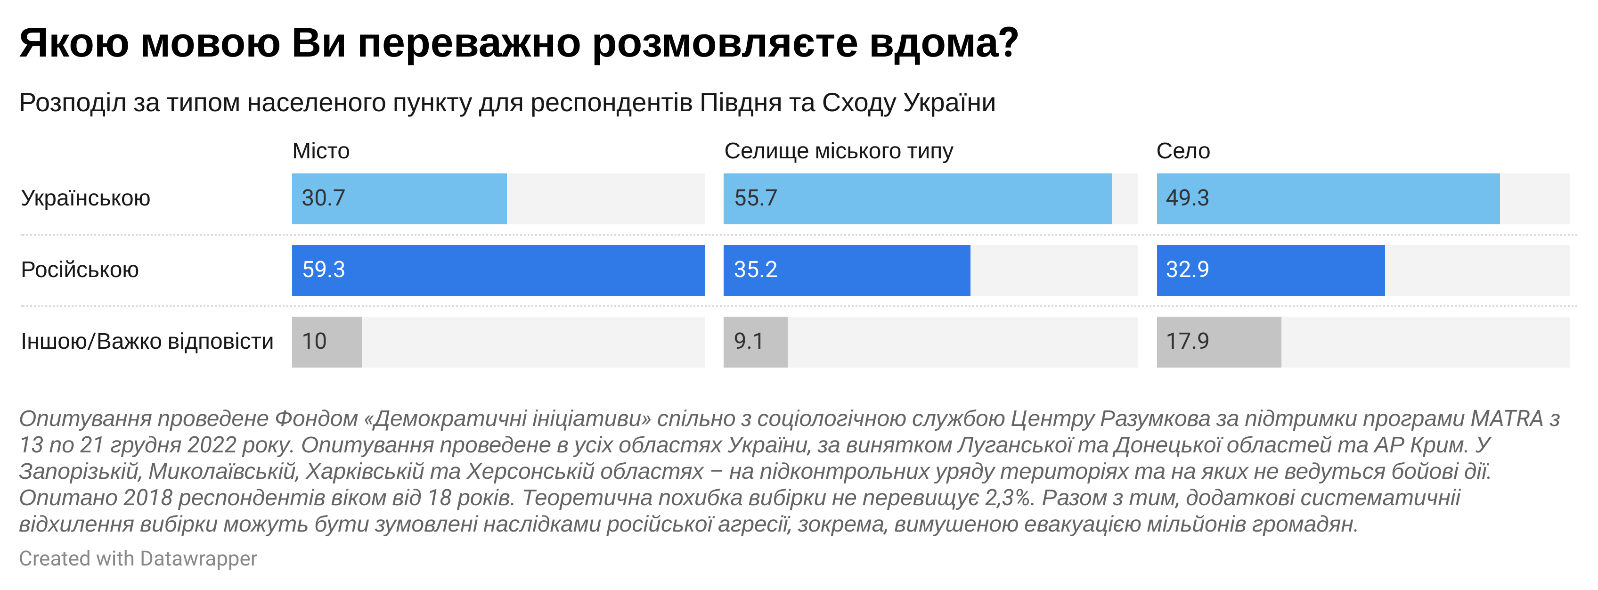 Якою мовою Ви переважно розмовляєте вдома?
Розподіл за типом населеного пункту для респондентів Півдня та Сходу України
Місто Селище міського типу Село
Українською 30.7 55.7 49.3
Російською 59.3 35.2 32.9
Іншою/Важко відповісти 10 9.1 17.9
Опитування проведене Фондом «Демократичні ініціативи» спільно з соціологічною службою Центру Разумкова за підтримки програми MATRA з
13 по 21 грудня 2022 року. Опитування проведене в усіх областях України, за винятком Луганської та Донецької областей та АР Крим. У
Запорізькій, Миколаївській, Харківській та Херсонській областях – на підконтрольних уряду територіях та на яких не ведуться бойові дії.
Опитано 2018 респондентів віком від 18 років. Теоретична похибка вибірки не перевищує 2,3%. Разом з тим, додаткові систематичніі
відхилення вибірки можуть бути зумовлені наслідками російської агресії, зокрема, вимушеною евакуацією мільйонів громадян.
Created with Datawrapper